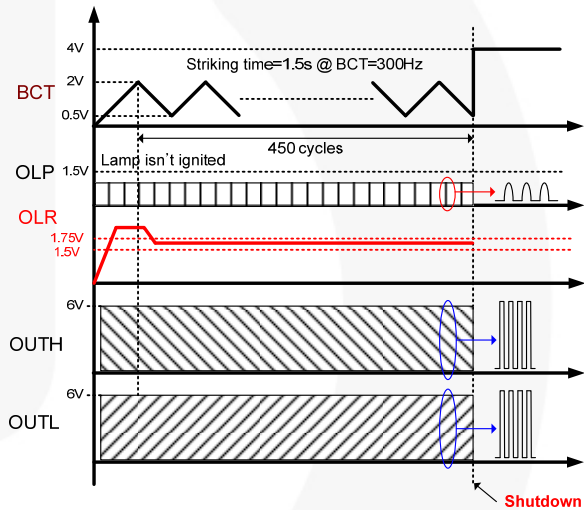 4V
Striking time=1.5s @ BCT=300Hz
2V
BCT
0.5V
450 cycles
Lamp isn't ignited
1.5V
OLP
OLR
1.75V
1.5V
6V
OUTH
6V
OUTL
Shutdown